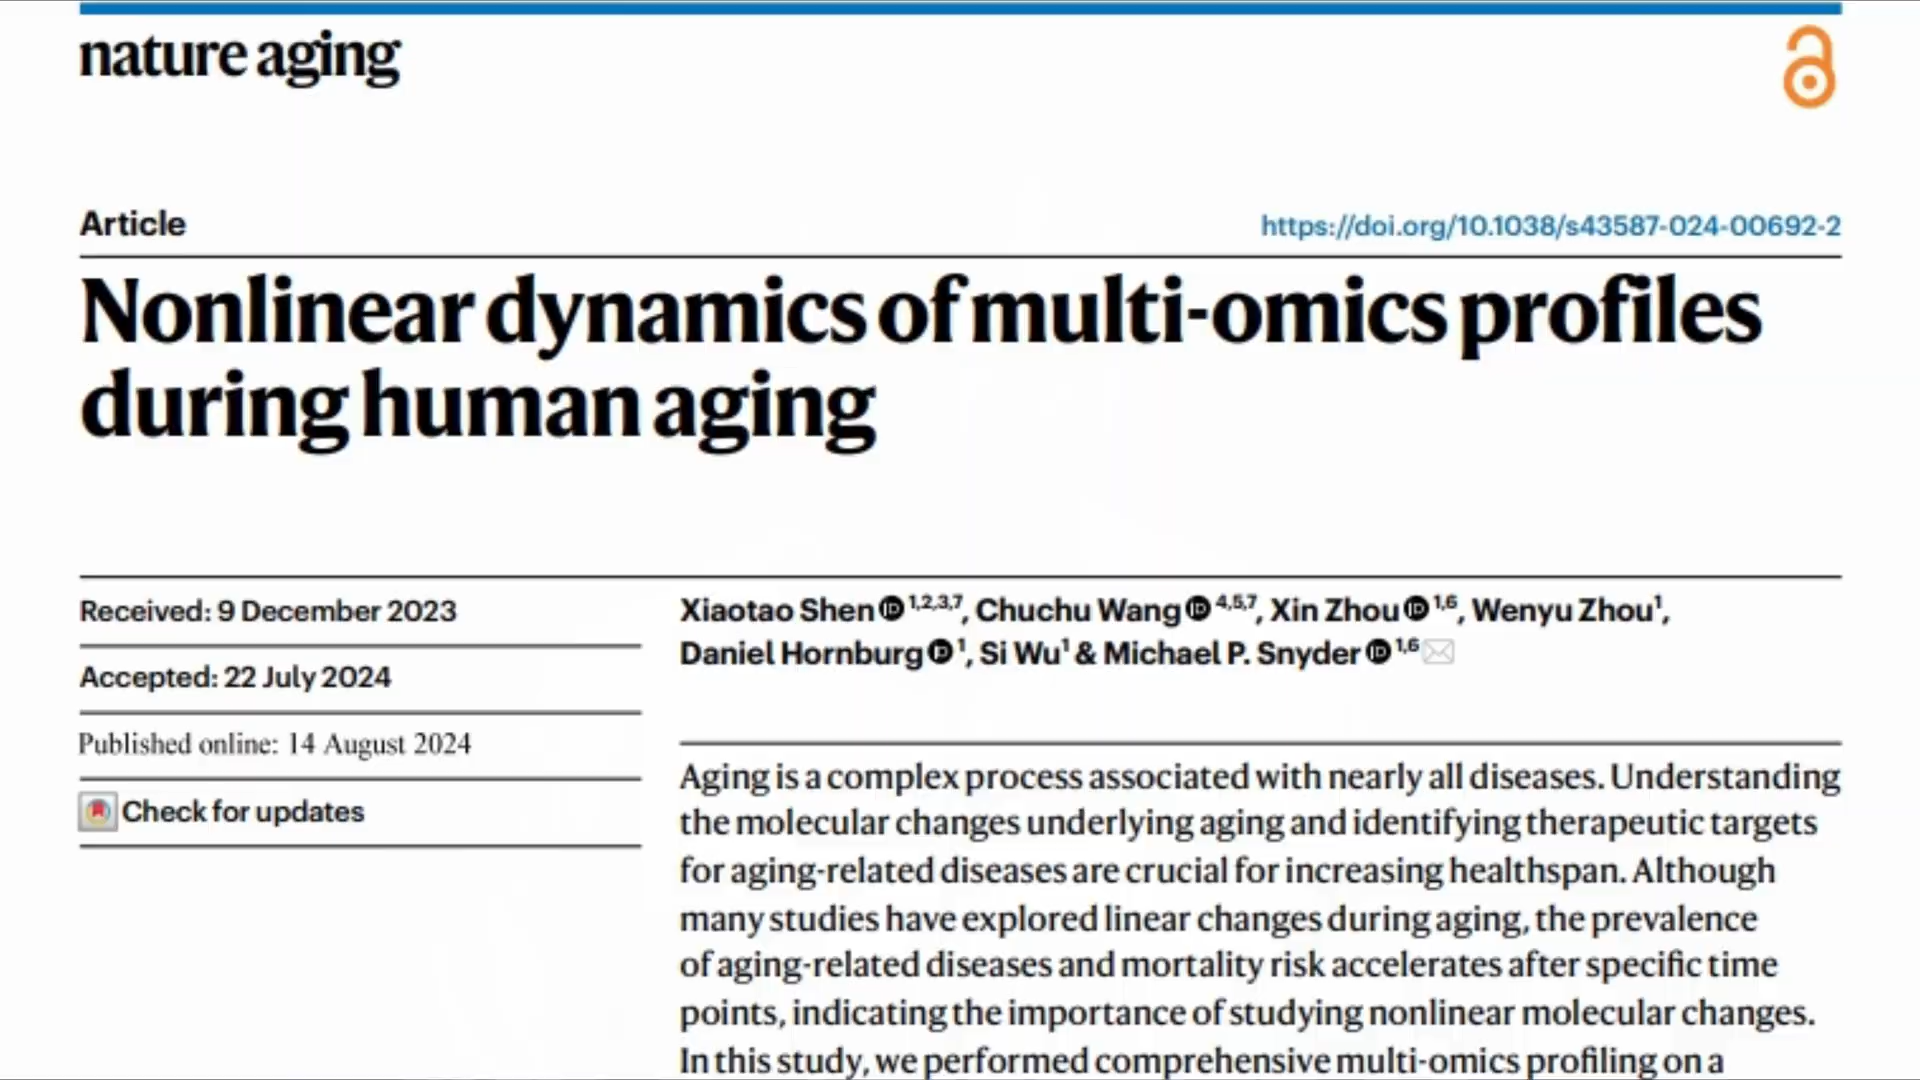 nature aging
Article
https://doi.org/10.1038/s43587-024-00692-2
Nonlinear dynamics of multi-omics profiles
during human aging
Received: 9 December 2023
Accepted: 22 July 2024
Published online: 14 August 2024
Check for updates
Xiaotao Shen 1,2,3,7, Chuchu Wang 4,5,7, Xin Zhou 1,6, Wenyu Zhou1,
Daniel Hornburg 1, Si Wu1 & Michael P. Snyder 1,6
Aging is a complex process associated with nearly all diseases. Understanding
the molecular changes underlying aging and identifying therapeutic targets
for aging-related diseases are crucial for increasing healthspan. Although
many studies have explored linear changes during aging, the prevalence
of aging-related diseases and mortality risk accelerates after specific time
points, indicating the importance of studying nonlinear molecular changes.
In this study, we performed comprehensive multi-omics profiling on a